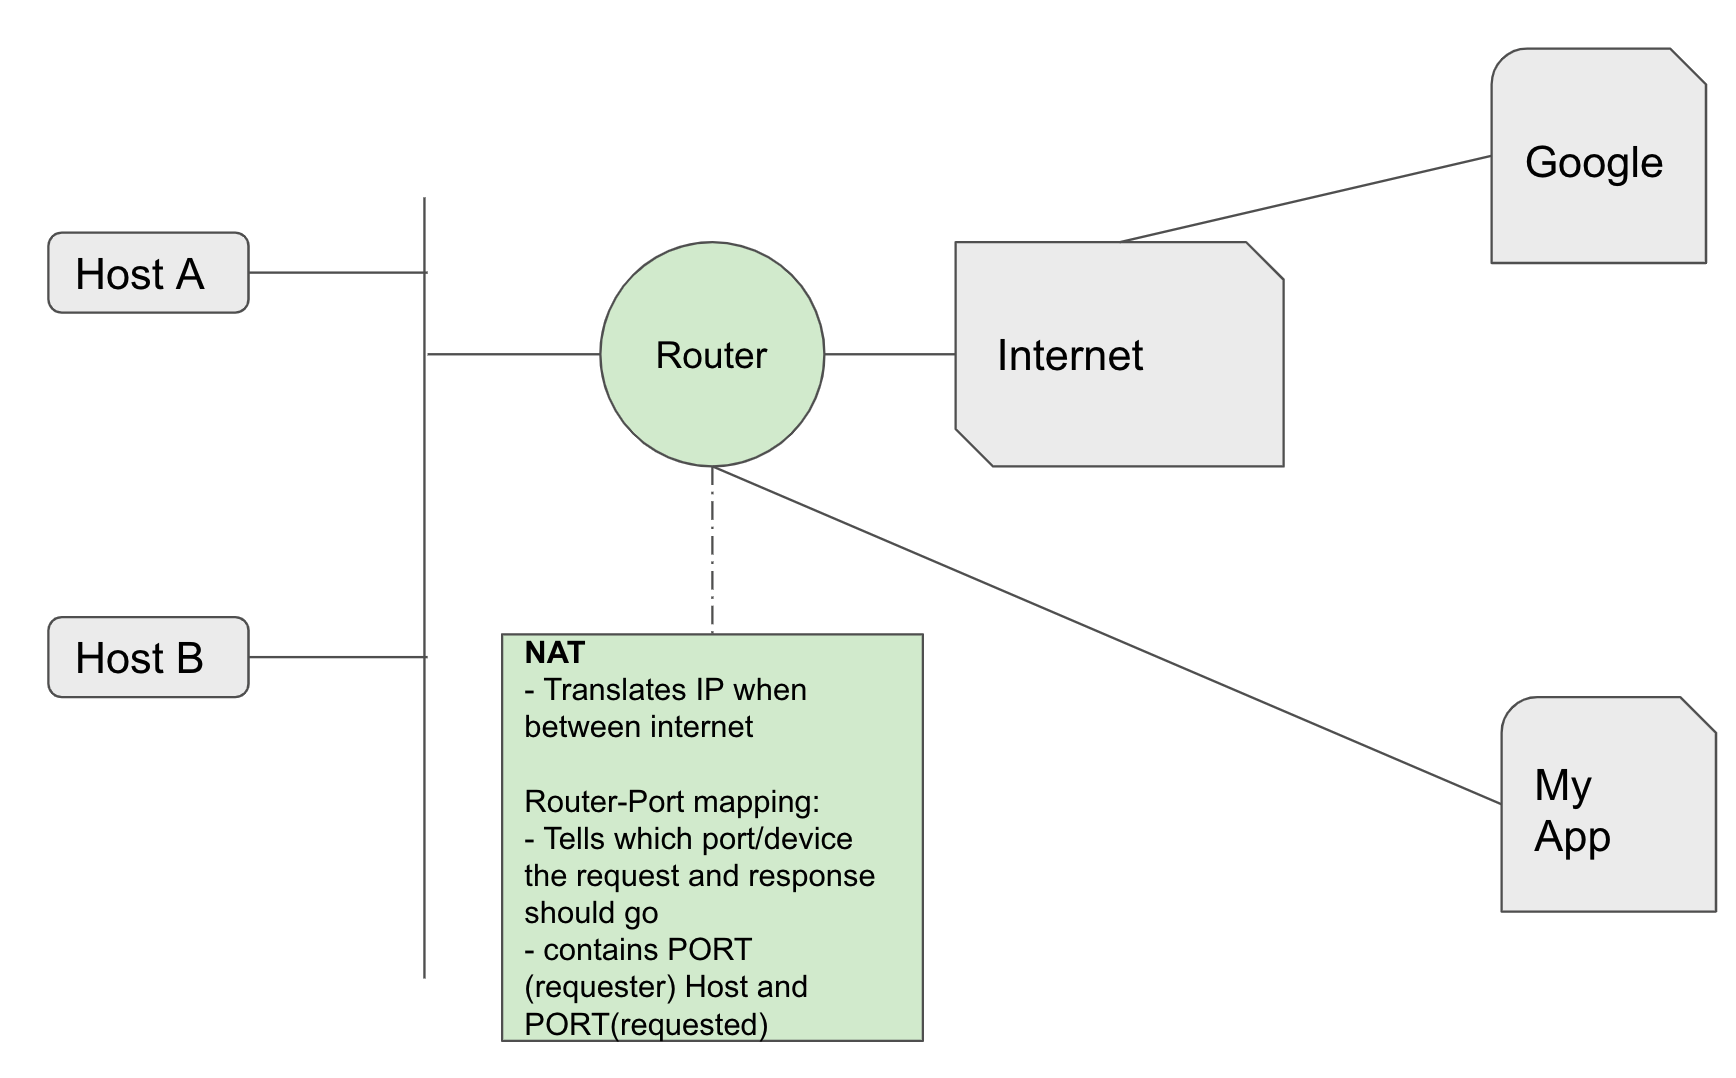 Google
Host A
Router
Internet
Host B
NAT
- Translates IP when
between internet
Router-Port mapping:
- Tells which port/device
the request and response
should go
- contains PORT
(requester) Host and
PORT(requested)
My
App